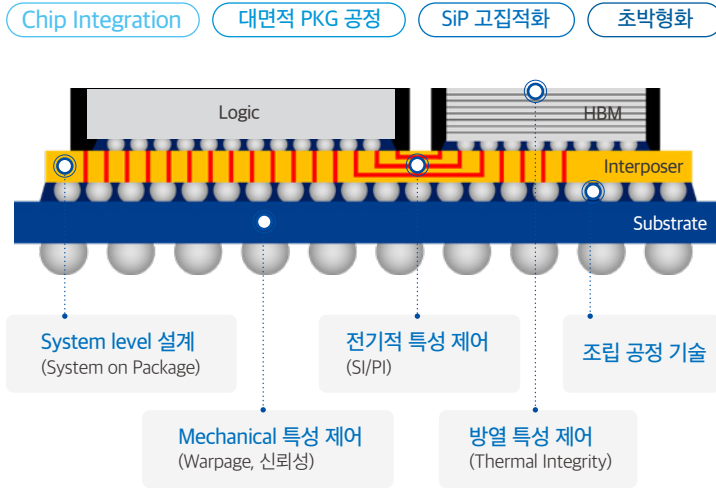 Chip Integration
대면적 PKG 공정
SiP 고집적화
초박형화
Logic
HBM
Interposer
Substrate
System level 설계
(System on Package)
전기적 특성 제어
(SI/PI)
조립 공정 기술
Mechanical 특성 제어
(Warpage, 신뢰성)
방열 특성 제어
(Thermal Integrity)